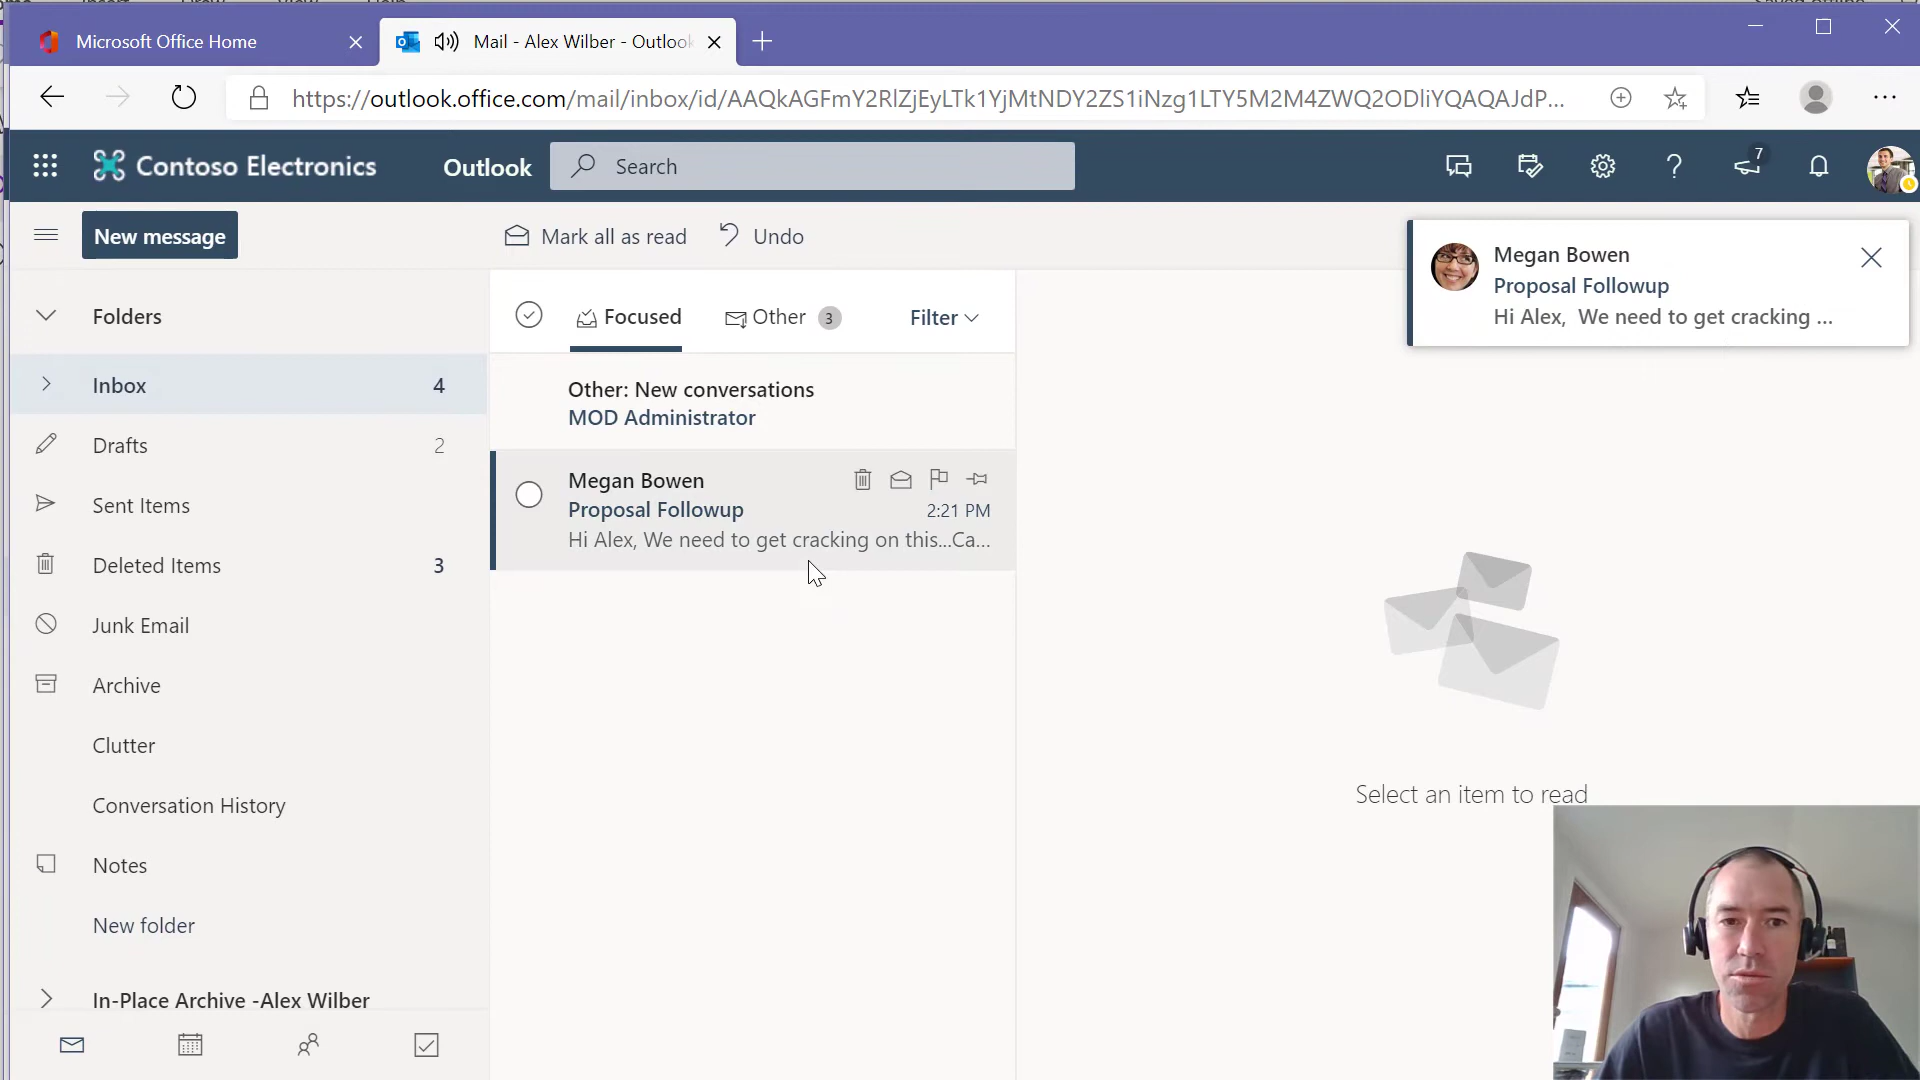 Microsoft Office Home
Mail - Alex Wilber - Outlook
https://outlook.office.com/mail/inbox/id/AAQkAGFmY2RlZjEyLTk1YjMtNDY2ZS1iNzg1LTY5M2M4ZWQ2ODliYQAQAJdP...
Contoso Electronics
Outlook
Search
7
New message
Mark all as read
Undo
Megan Bowen
Proposal Followup
Hi Alex, We need to get cracking ...
Folders
Focused
Other 3
Filter
Inbox 4
Other: New conversations
MOD Administrator
Drafts 2
Megan Bowen
Proposal Followup 2:21 PM
Hi Alex, We need to get cracking on this...Ca...
Sent Items
Deleted Items 3
Junk Email
Archive
Clutter
Conversation History
Notes
New folder
In-Place Archive -Alex Wilber
Select an item to read